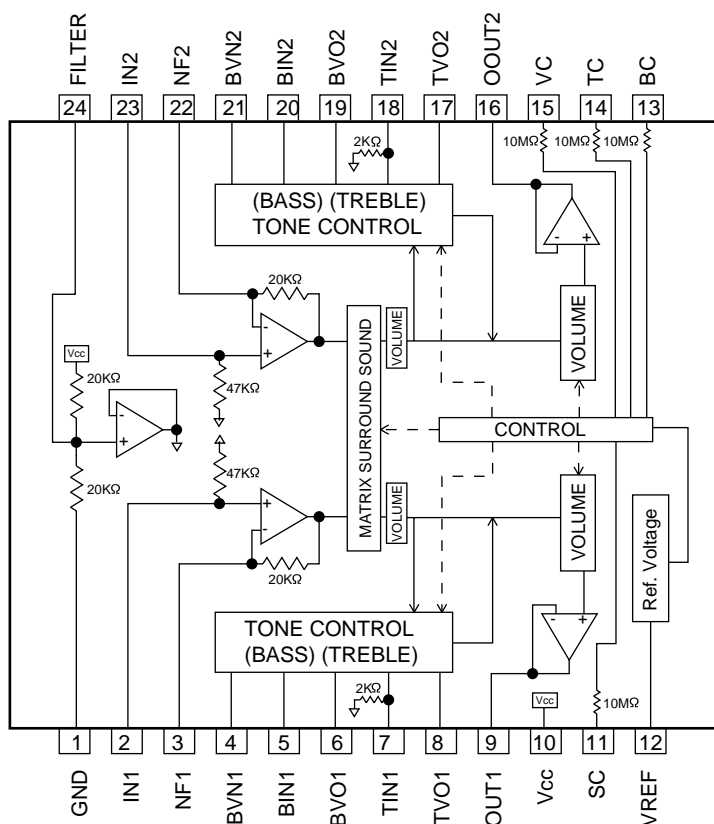 FILTER IN2 NF2 BVN2 BIN2 BVO2 TIN2 TVO2 OOUT2 VC TC BC
24 23 22 21 20 19 18 17 16 15 14 13
2KΩ 10MΩ 10MΩ 10MΩ
(BASS) (TREBLE)
TONE CONTROL
- +
20KΩ
-
+
VOLUME
VOLUME
Vcc
20KΩ
47KΩ
-
+
MATRIX SURROUND SOUND
CONTROL
20KΩ
47KΩ
+
-
VOLUME
VOLUME
Ref. Voltage
20KΩ
TONE CONTROL
(BASS) (TREBLE)
- +
2KΩ
Vcc
10MΩ
1 2 3 4 5 6 7 8 9 10 11 12
GND IN1 NF1 BVN1 BIN1 BVO1 TIN1 TVO1 OUT1 Vcc SC VREF